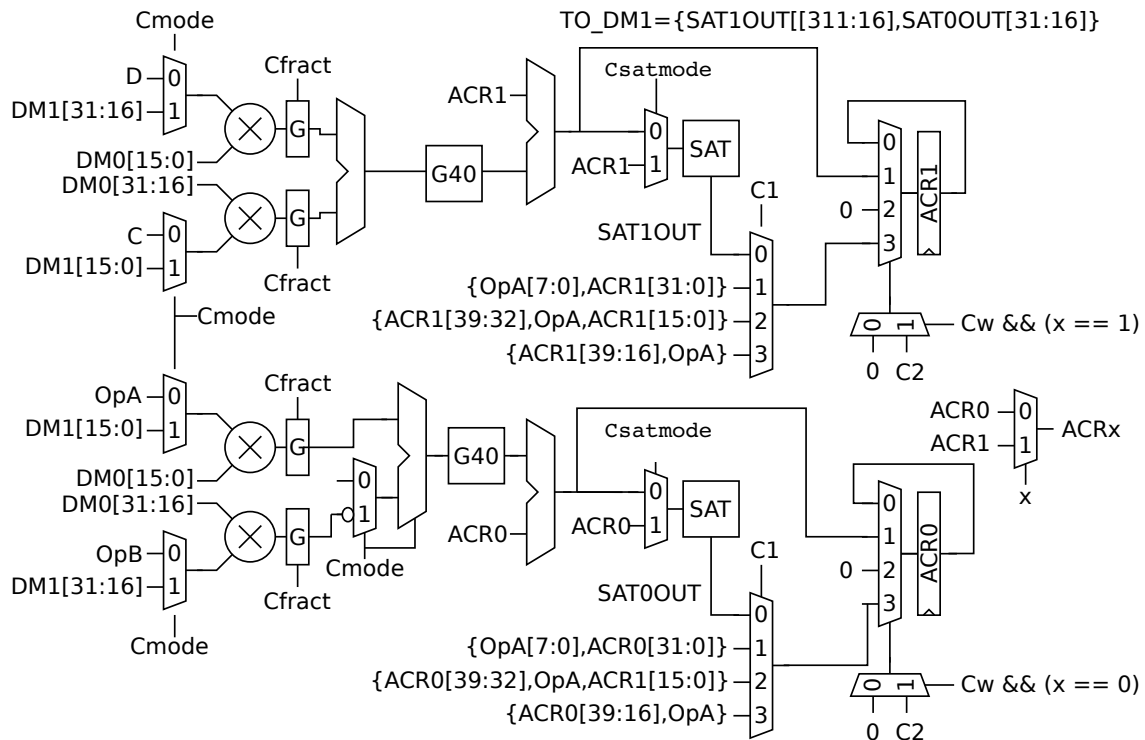 Cmode
TO_DM1={SAT1OUT[[311:16],SAT0OUT[31:16]}
D
0
DM1[31:16]
1
Cfract
G
DM0[15:0]
DM0[31:16]
G
C
0
DM1[15:0]
1
Cfract
Cmode
G40
ACR1
Csatmode
0
ACR1
1
SAT
SAT1OUT
C1
0
{OpA[7:0],ACR1[31:0]}
1
{ACR1[39:32],OpA,ACR1[15:0]}
2
{ACR1[39:16],OpA}
3
0
1
0
2
3
ACR1
0
1
Cw && (x == 1)
0
C2
OpA
0
DM1[15:0]
1
Cfract
G
DM0[15:0]
DM0[31:16]
G
OpB
0
DM1[31:16]
1
Cfract
Cmode
0
1
Cmode
G40
ACR0
Csatmode
0
ACR0
1
SAT
SAT0OUT
C1
0
{OpA[7:0],ACR0[31:0]}
1
{ACR0[39:32],OpA,ACR1[15:0]}
2
{ACR0[39:16],OpA}
3
0
1
0
2
3
ACR0
0
1
Cw && (x == 0)
0
C2
ACR0
0
ACR1
1
ACRx
x